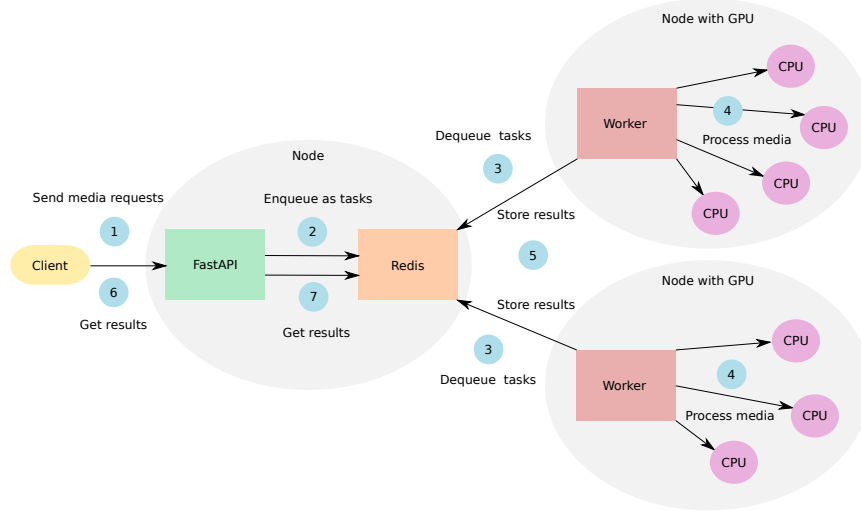 Node with GPU
CPU
4
CPU
Worker
Process media
CPU
CPU
Dequeue tasks
3
Store results
Node
Send media requests
1
Enqueue as tasks
2
Client
FastAPI
Redis
5
6
Get results
7
Get results
Store results
3
Dequeue tasks
Node with GPU
CPU
4
Worker
Process media
CPU
CPU